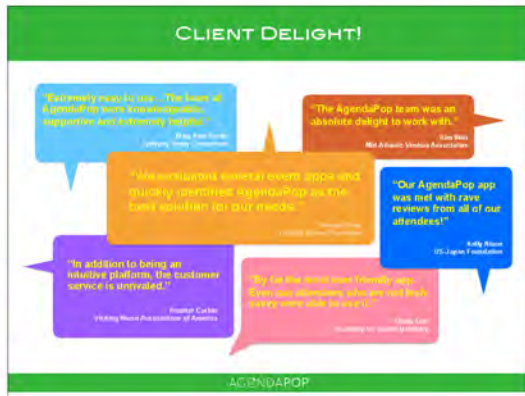 CLIENT DELIGHT!
"Extremely easy to use... The team at
AgendaPop were knowledgeable,
supportive and extremely helpful."
"The AgendaPop team was an
absolute delight to work with."
Mid Atlantic Venture Association
"We evaluated several event apps and
quickly identified AgendaPop as the
best solution for our needs."
"Our AgendaPop app
was met with rave
reviews from all of our
attendees!"
Kelly Nixon
US-Japan Foundation
"In addition to being an
intuitive platform, the customer
service is unrivaled."
Visiting Nurse Associations of America
"By far the most user friendly app.
Even our attendees who are not tech
savvy were able to use it."
AGENDAPOP